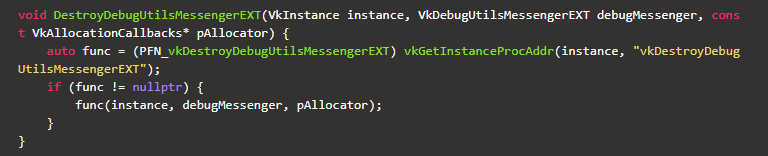 void DestroyDebugUtilsMessengerEXT(VkInstance instance, VkDebugUtilsMessengerEXT debugMessenger, cons
t VkAllocationCallbacks* pAllocator) {
    auto func = (PFN_vkDestroyDebugUtilsMessengerEXT) vkGetInstanceProcAddr(instance, "vkDestroyDebug
UtilsMessengerEXT");
    if (func != nullptr) {
        func(instance, debugMessenger, pAllocator);
    }
}